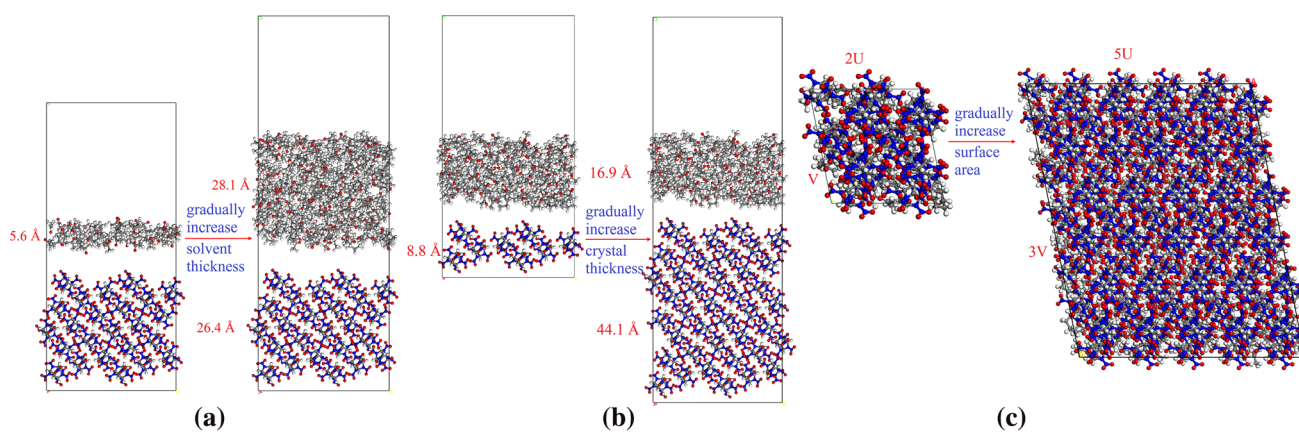 5.6 Å
28.1 Å
gradually
increase
solvent
thickness
26.4 Å
(a)
8.8 Å
16.9 Å
gradually
increase
crystal
thickness
44.1 Å
(b)
2U
V
gradually
increase
surface
area
5U
3V
A
(c)